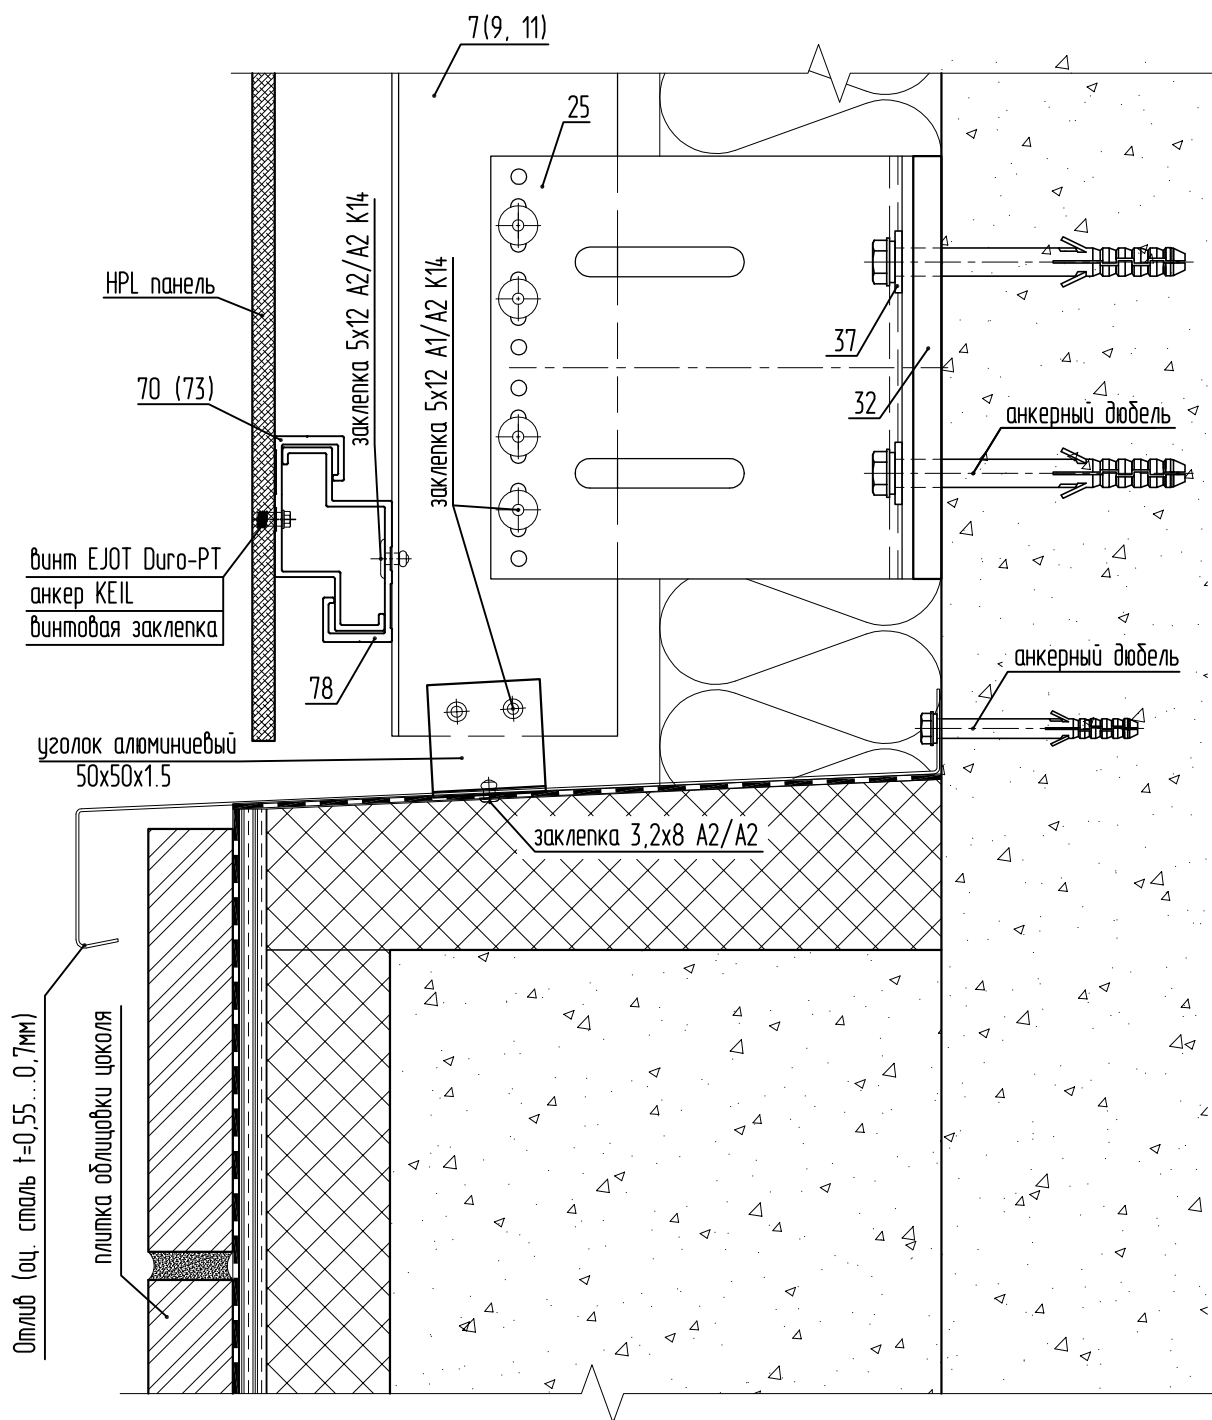 7(9, 11)
25
заклепка 5х12 А2/А2 К14
заклепка 5х12 А1/А2 К14
HPL панель
70 (73)
37
32
анкерный дюбель
винт EJOT Duro-PT
анкер KEIL
винтовая заклепка
78
анкерный дюбель
уголок алюминиевый
50х50х1.5
заклепка 3,2х8 А2/А2
Отлив (оц. сталь t=0,55...0,7мм)
плитка облицовки цоколя